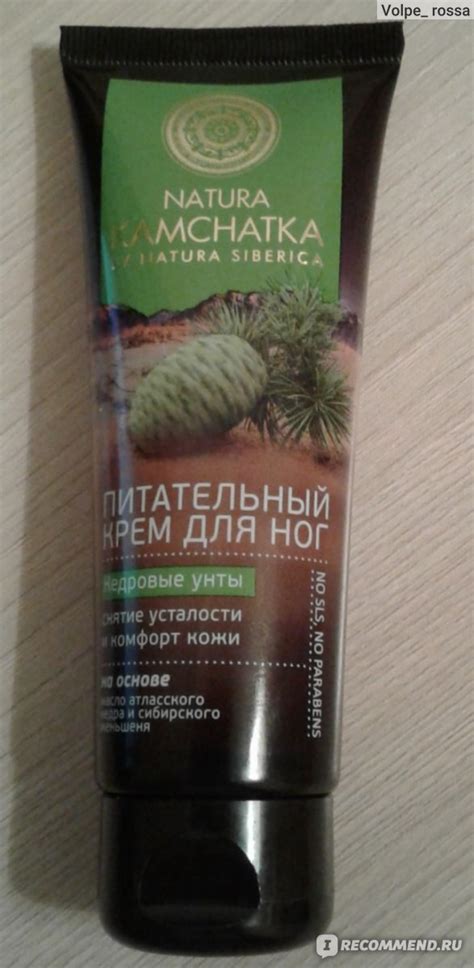 Volpe_ rossa
NATURA
KAMCHATKA
BY NATURA SIBERICA
ПИТАТЕЛЬНЫЙ
КРЕМ ДЛЯ НОГ
Кедровые унты
снятие усталости
и комфорт кожи
на основе
масло атласского
кедра и сибирского
женьшеня
NO SLS, NO PARABENS
IRECOMMEND.RU